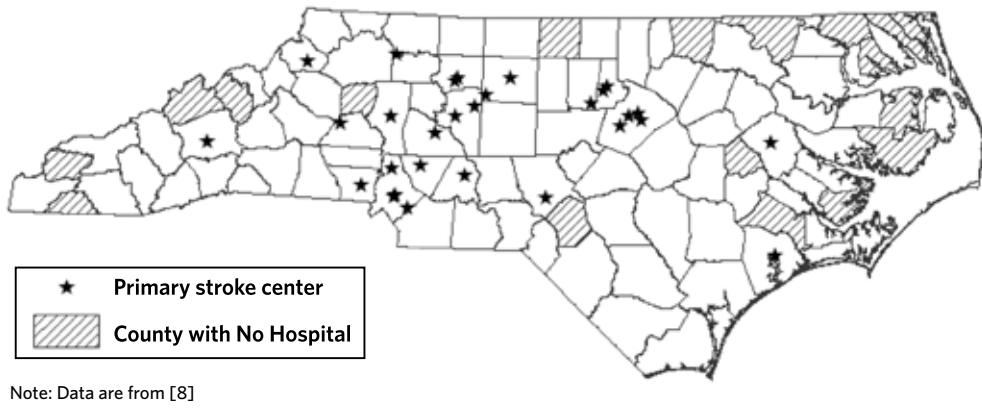 Primary stroke center
County with No Hospital
Note: Data are from [8]